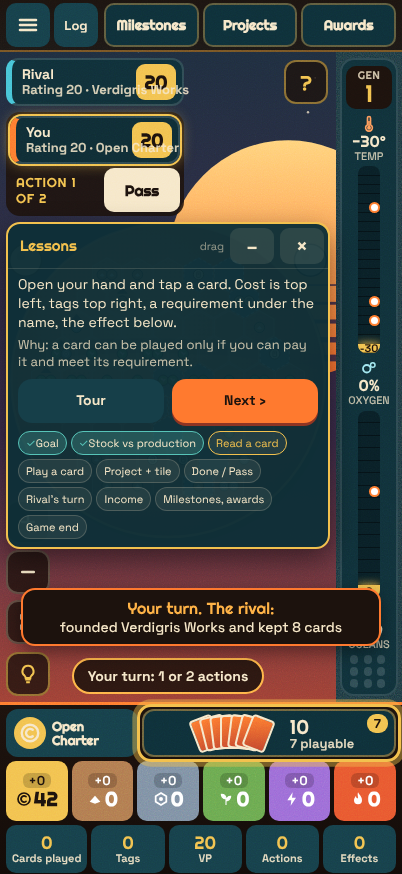 Log
Milestones
Projects
Awards
Rival
Rating 20 · Verdigris Works
20
You
Rating 20 · Open Charter
20
ACTION 1
OF 2
Pass
?
GEN
1
-30°
TEMP
-30
0%
OXYGEN
Lessons
drag
Open your hand and tap a card. Cost is top
left, tags top right, a requirement under the
name, the effect below.
Why: a card can be played only if you can pay
it and meet its requirement.
Tour
Next >
✓Goal
✓Stock vs production
Read a card
Play a card
Project + tile
Done / Pass
Rival's turn
Income
Milestones, awards
Game end
Your turn. The rival:
founded Verdigris Works and kept 8 cards
Your turn: 1 or 2 actions
Open
Charter
10
7 playable
7
+0
42
+0
0
+0
0
+0
0
+0
0
+0
0
0
Cards played
0
Tags
20
VP
0
Actions
0
Effects